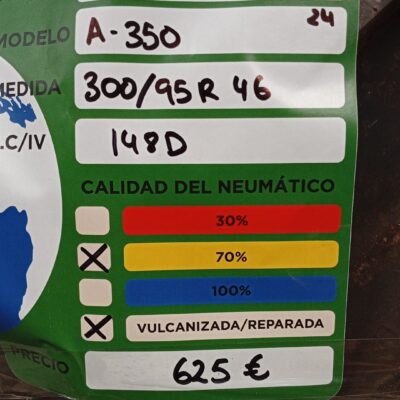 24
MODELO A-350
MEDIDA 300/95R 46
.C/IV 148D
CALIDAD DEL NEUMÁTICO
30%
X 70%
100%
X VULCANIZADA/REPARADA
PRECIO 625 €